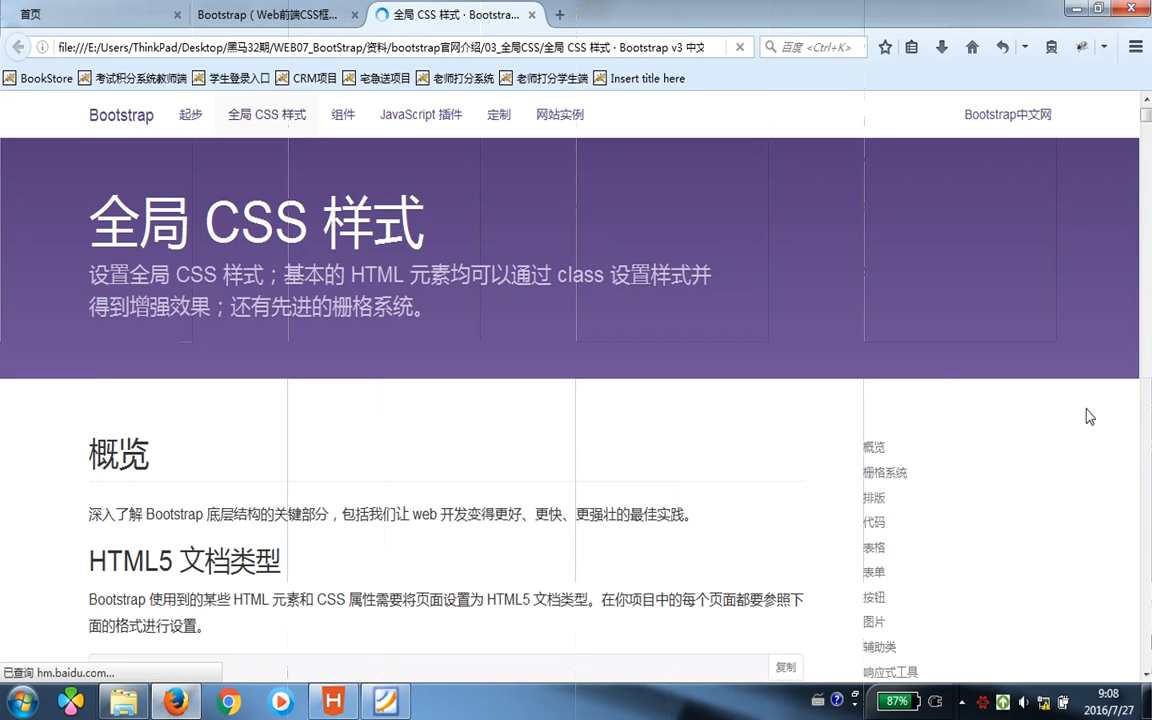 首页
Bootstrap（Web前端CSS框...
全局 CSS 样式 · Bootstra...
file:///E:/Users/ThinkPad/Desktop/黑马32期/WEB07_BootStrap/资料/bootstrap官网介绍/03_全局CSS/全局 CSS 样式 · Bootstrap v3 中文
百度 <Ctrl+K>
BookStore 考试积分系统教师端 学生登录入口 CRM项目 宅急送项目 老师打分系统 老师打分学生端 Insert title here
Bootstrap 起步 全局 CSS 样式 组件 JavaScript 插件 定制 网站实例 Bootstrap中文网
全局 CSS 样式
设置全局 CSS 样式；基本的 HTML 元素均可以通过 class 设置样式并
得到增强效果；还有先进的栅格系统。
概览
深入了解 Bootstrap 底层结构的关键部分，包括我们让 web 开发变得更好、更快、更强壮的最佳实践。
HTML5 文档类型
Bootstrap 使用到的某些 HTML 元素和 CSS 属性需要将页面设置为 HTML5 文档类型。在你项目中的每个页面都要参照下
面的格式进行设置。
复制
概览
栅格系统
排版
代码
表格
表单
按钮
图片
辅助类
响应式工具
已查询 hm.baidu.com...
87%
9:08
2016/7/27